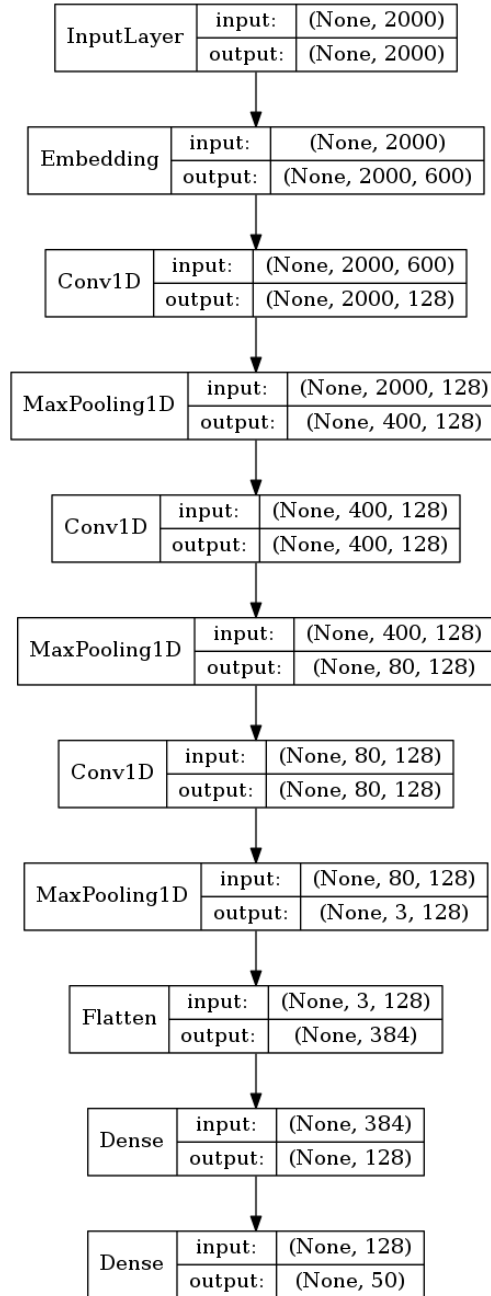 InputLayer input: (None, 2000)
output: (None, 2000)
Embedding input: (None, 2000)
output: (None, 2000, 600)
Conv1D input: (None, 2000, 600)
output: (None, 2000, 128)
MaxPooling1D input: (None, 2000, 128)
output: (None, 400, 128)
Conv1D input: (None, 400, 128)
output: (None, 400, 128)
MaxPooling1D input: (None, 400, 128)
output: (None, 80, 128)
Conv1D input: (None, 80, 128)
output: (None, 80, 128)
MaxPooling1D input: (None, 80, 128)
output: (None, 3, 128)
Flatten input: (None, 3, 128)
output: (None, 384)
Dense input: (None, 384)
output: (None, 128)
Dense input: (None, 128)
output: (None, 50)